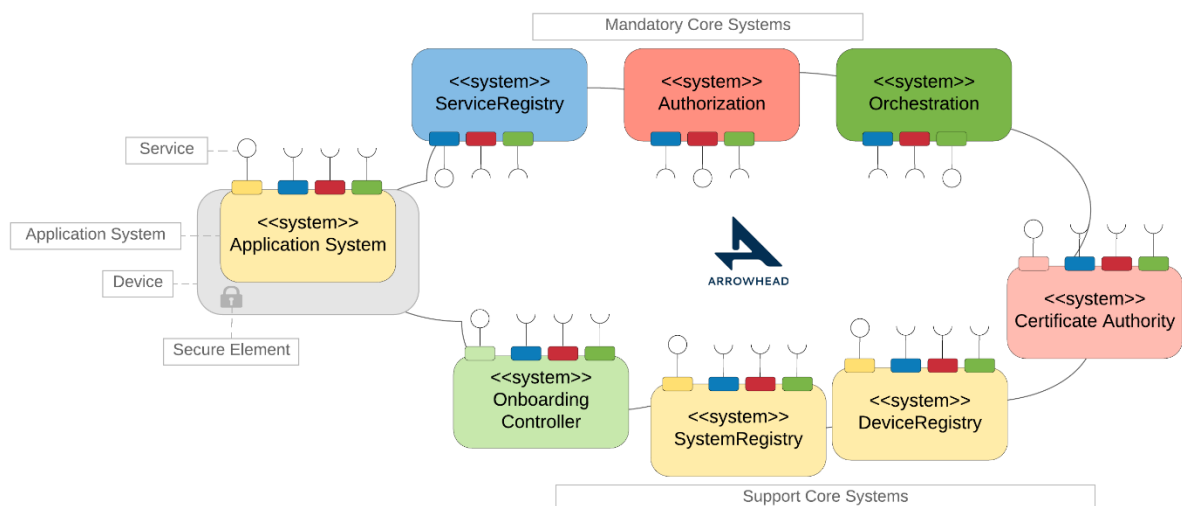 Mandatory Core Systems
<<system>>
ServiceRegistry
<<system>>
Authorization
<<system>>
Orchestration
Service
Application System
Device
Secure Element
<<system>>
Application System
ARROWHEAD
<<system>>
Certificate Authority
<<system>>
Onboarding
Controller
<<system>>
SystemRegistry
<<system>>
DeviceRegistry
Support Core Systems